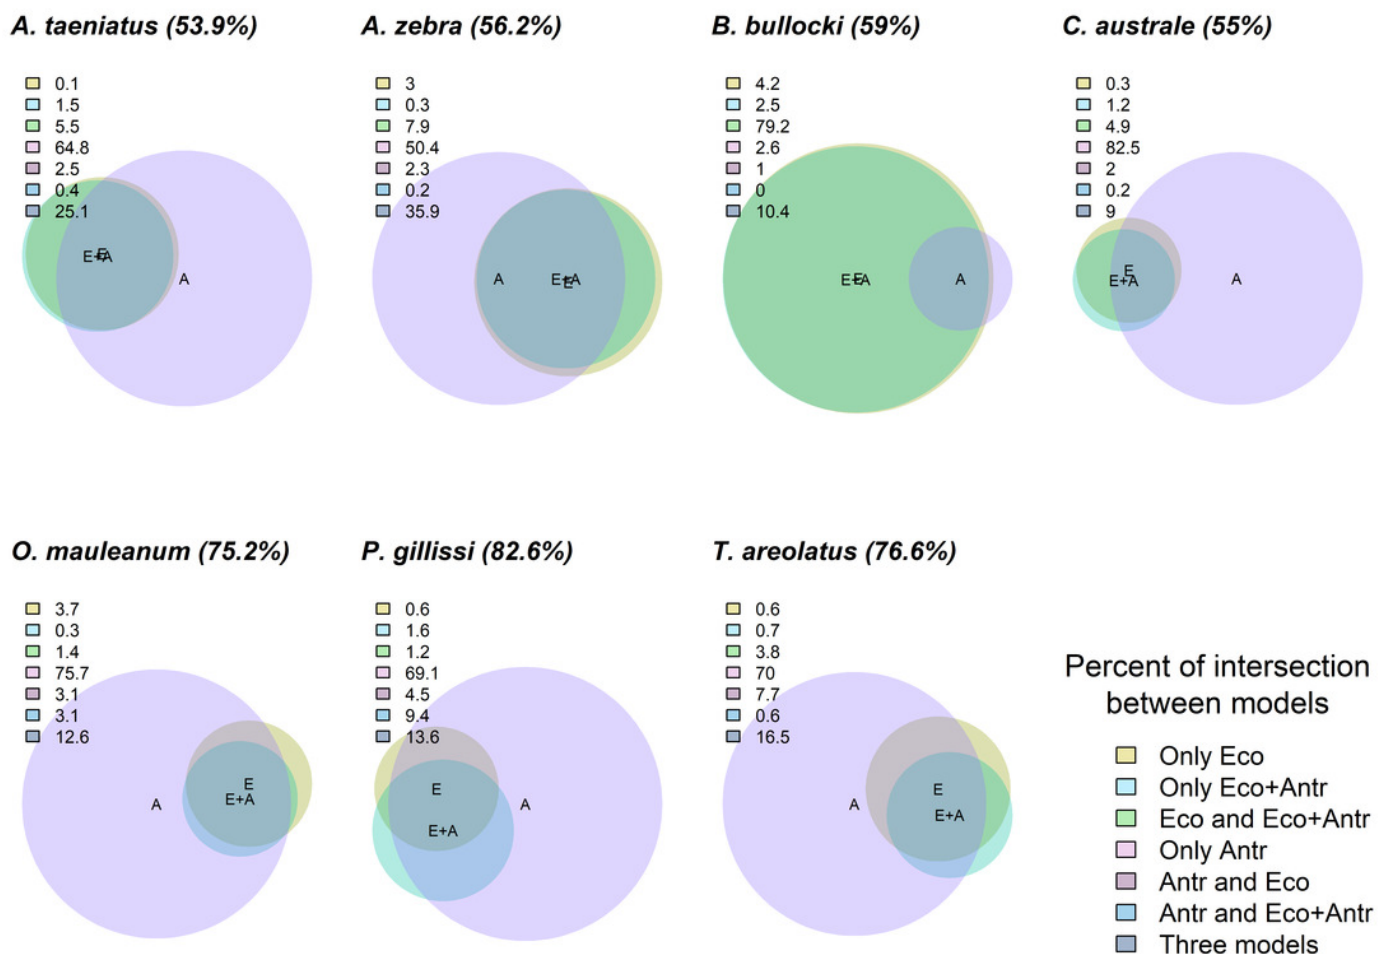 A. taeniatus (53.9%)
0.1
1.5
5.5
64.8
2.5
0.4
25.1
E
E+A
A
A. zebra (56.2%)
3
0.3
7.9
50.4
2.3
0.2
35.9
A
E+A
E
B. bullocki (59%)
4.2
2.5
79.2
2.6
1
0
10.4
E+A
E
A
C. australe (55%)
0.3
1.2
4.9
82.5
2
0.2
9
E
E+A
A
O. mauleanum (75.2%)
3.7
0.3
1.4
75.7
3.1
3.1
12.6
E
E+A
A
P. gillissi (82.6%)
0.6
1.6
1.2
69.1
4.5
9.4
13.6
E
A
E+A
T. areolatus (76.6%)
0.6
0.7
3.8
70
7.7
0.6
16.5
E
A
E+A
Percent of intersection
between models
Only Eco
Only Eco+Antr
Eco and Eco+Antr
Only Antr
Antr and Eco
Antr and Eco+Antr
Three models